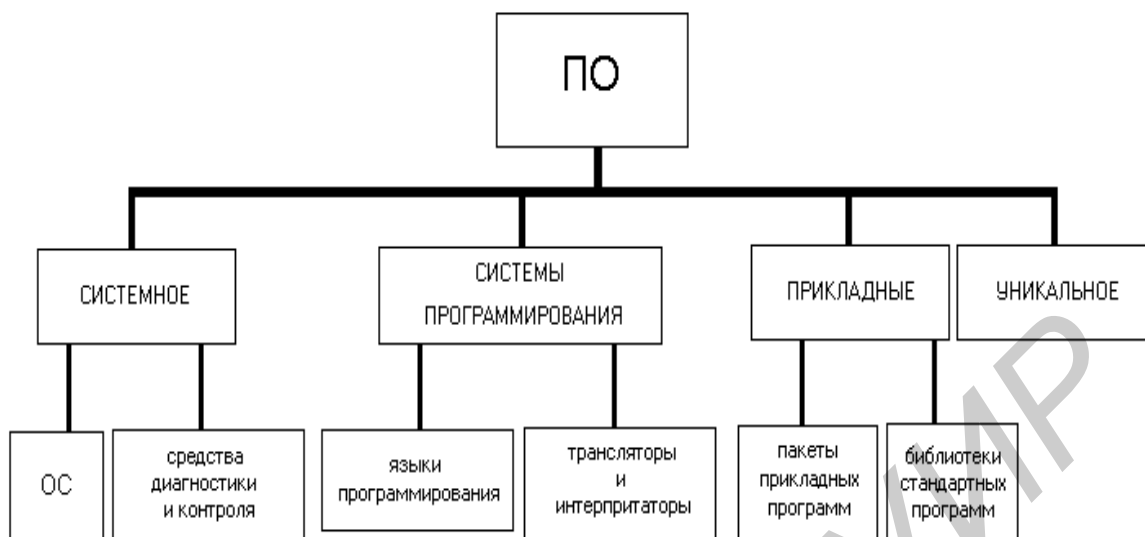 ПО
СИСТЕМНОЕ
СИСТЕМЫ
ПРОГРАММИРОВАНИЯ
ПРИКЛАДНЫЕ
УНИКАЛЬНОЕ
ОС
средства
диагностики
и контроля
языки
программирования
трансляторы
и
интерпритаторы
пакеты
прикладных
программ
библиотеки
стандартных
программ